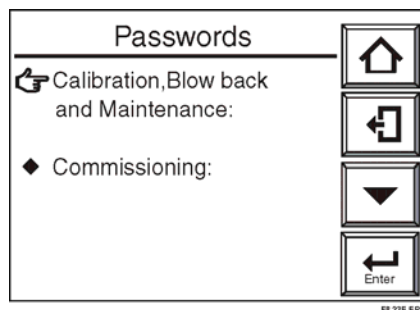 Passwords
Calibration,Blow back
and Maintenance:
Commissioning:
Enter